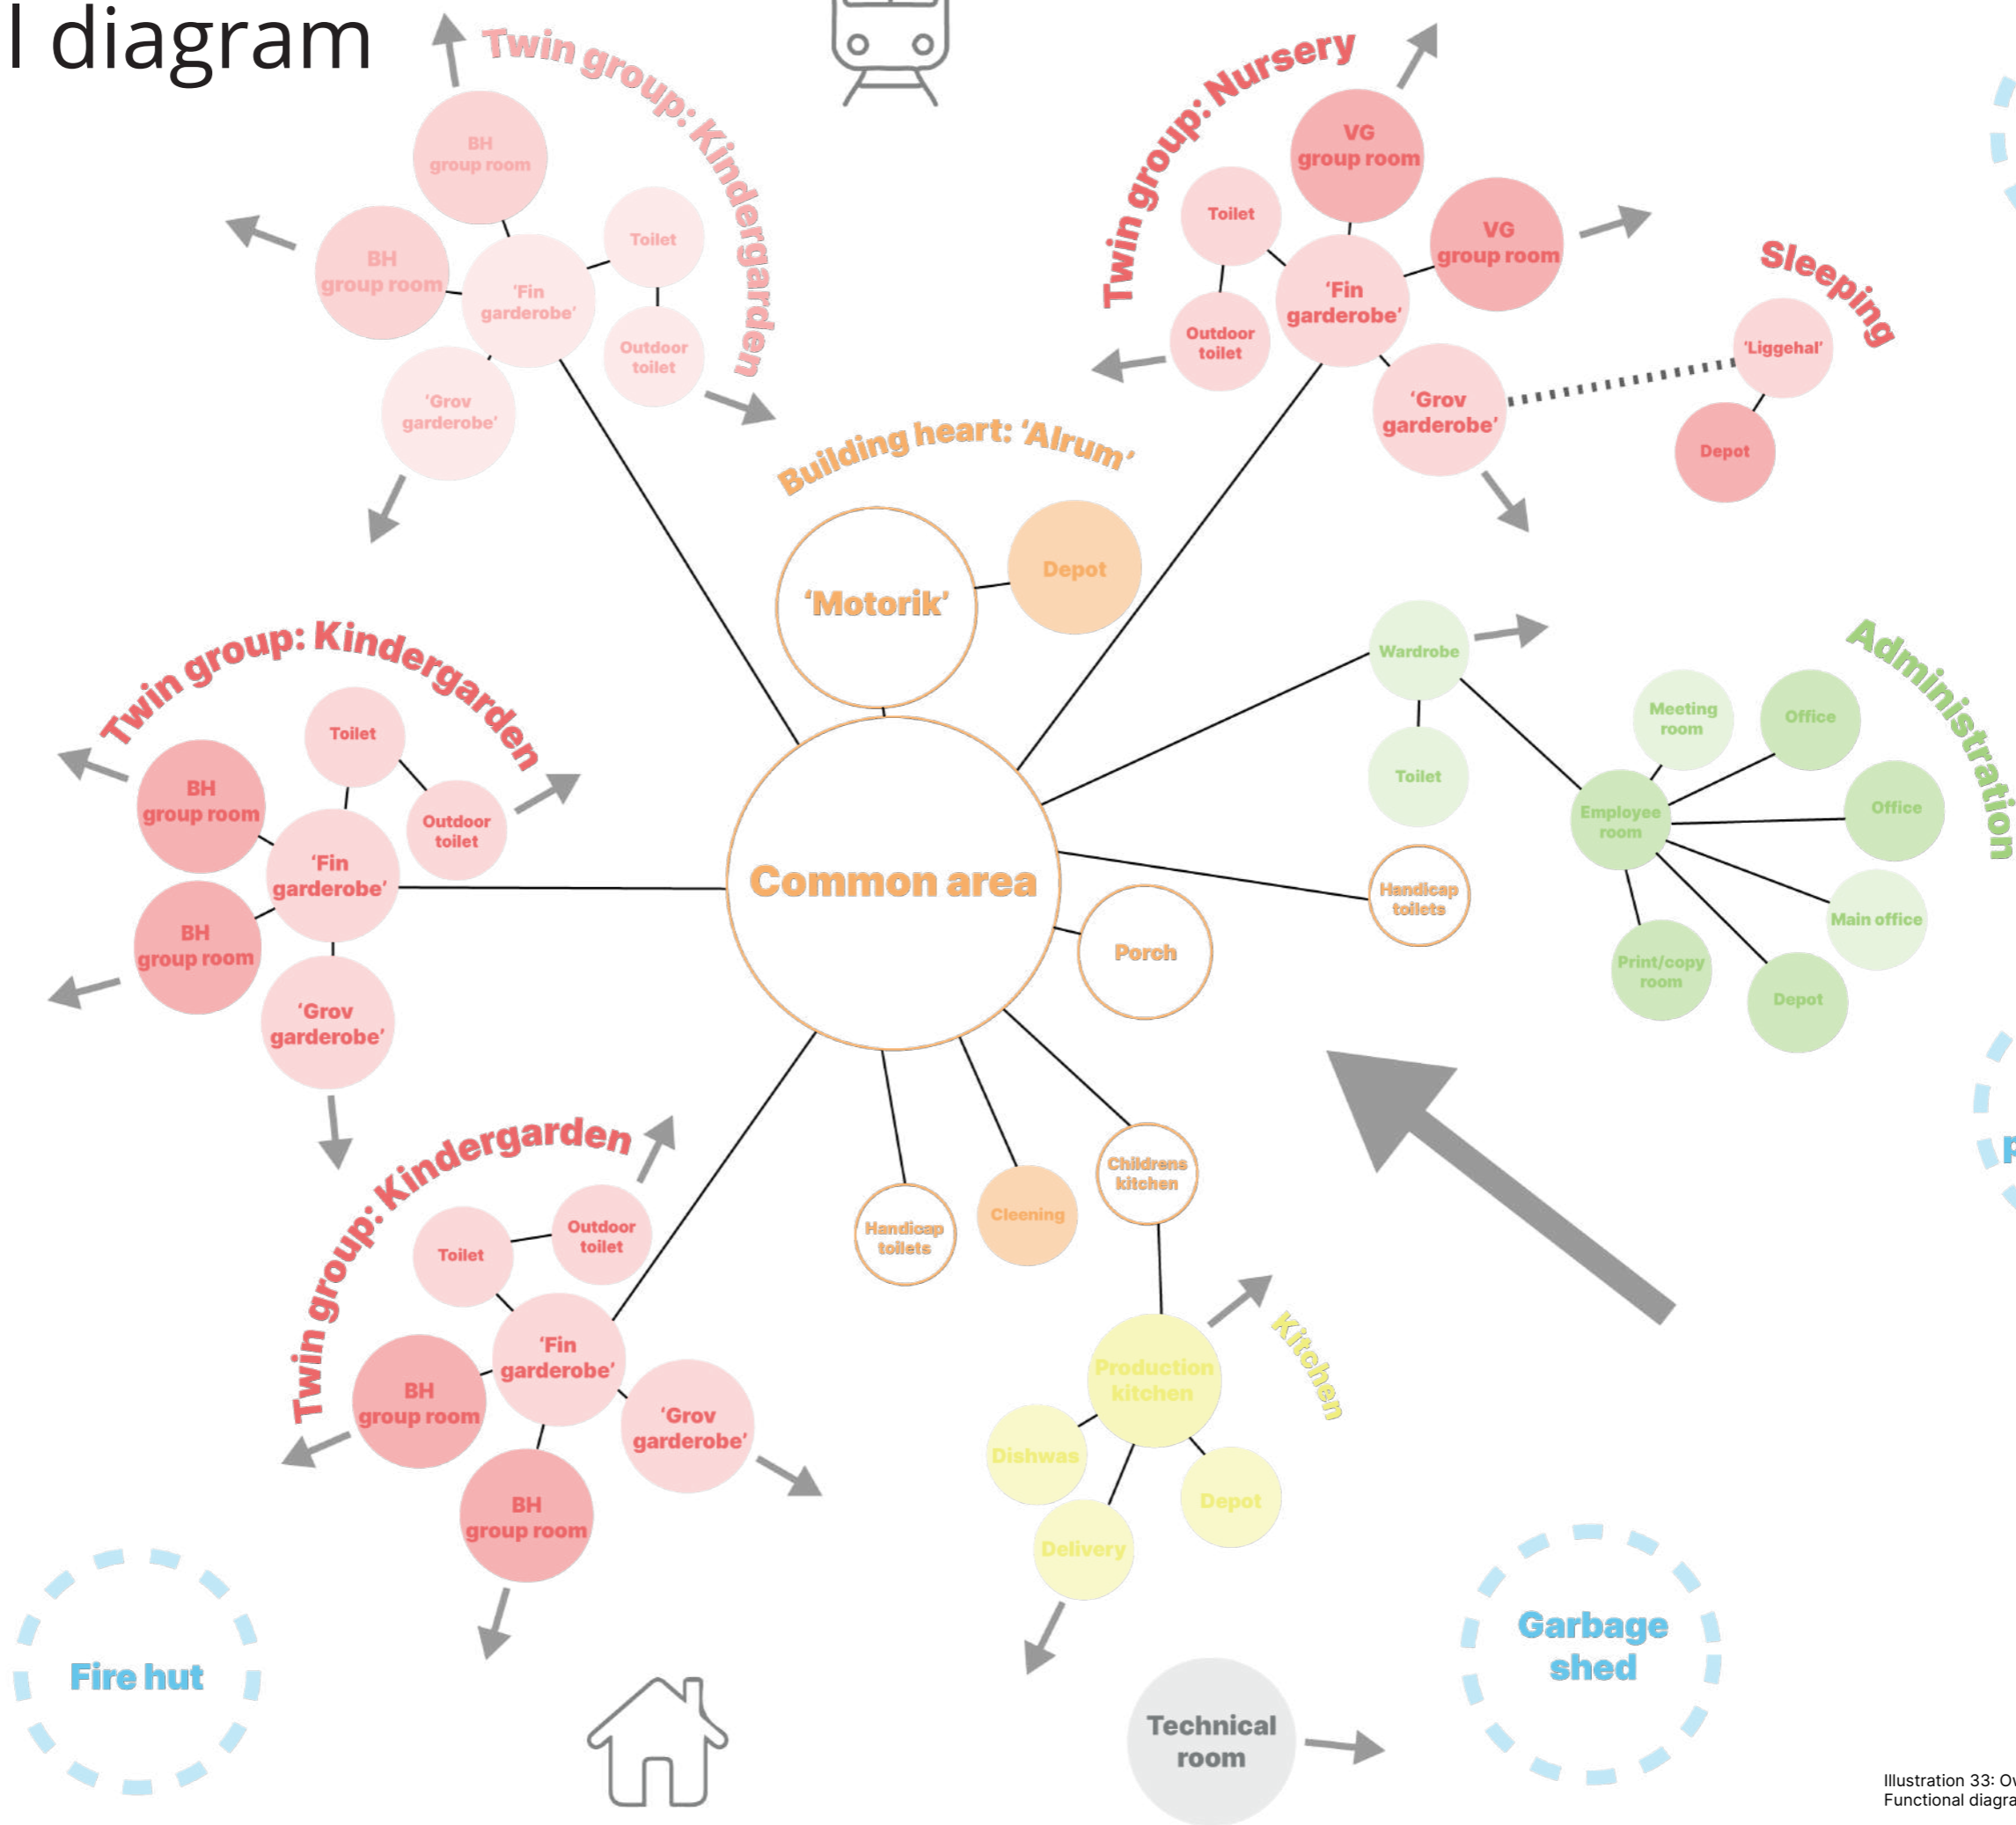 l diagram
Twin group: Kindergarden
BH
group room
BH
group room
'Fin
garderobe'
Toilet
Outdoor
toilet
'Grov
garderobe'
Twin group: Nursery
VG
group room
VG
group room
Toilet
Outdoor
toilet
'Fin
garderobe'
'Grov
garderobe'
Sleeping
'Liggehal'
Depot
Building heart: 'Alrum'
'Motorik'
Depot
Common area
Porch
Handicap
toilets
Wardrobe
Toilet
Administration
Meeting
room
Office
Office
Employee
room
Main office
Print/copy
room
Depot
Twin group: Kindergarden
Toilet
Outdoor
toilet
BH
group room
'Fin
garderobe'
BH
group room
'Grov
garderobe'
Twin group: Kindergarden
Toilet
Outdoor
toilet
'Fin
garderobe'
BH
group room
'Grov
garderobe'
BH
group room
Handicap
toilets
Cleening
Childrens
kitchen
Kitchen
Production
kitchen
Dishwas
Delivery
Depot
Fire hut
Technical
room
Garbage
shed
p
Illustration 33: Ow
Functional diagra